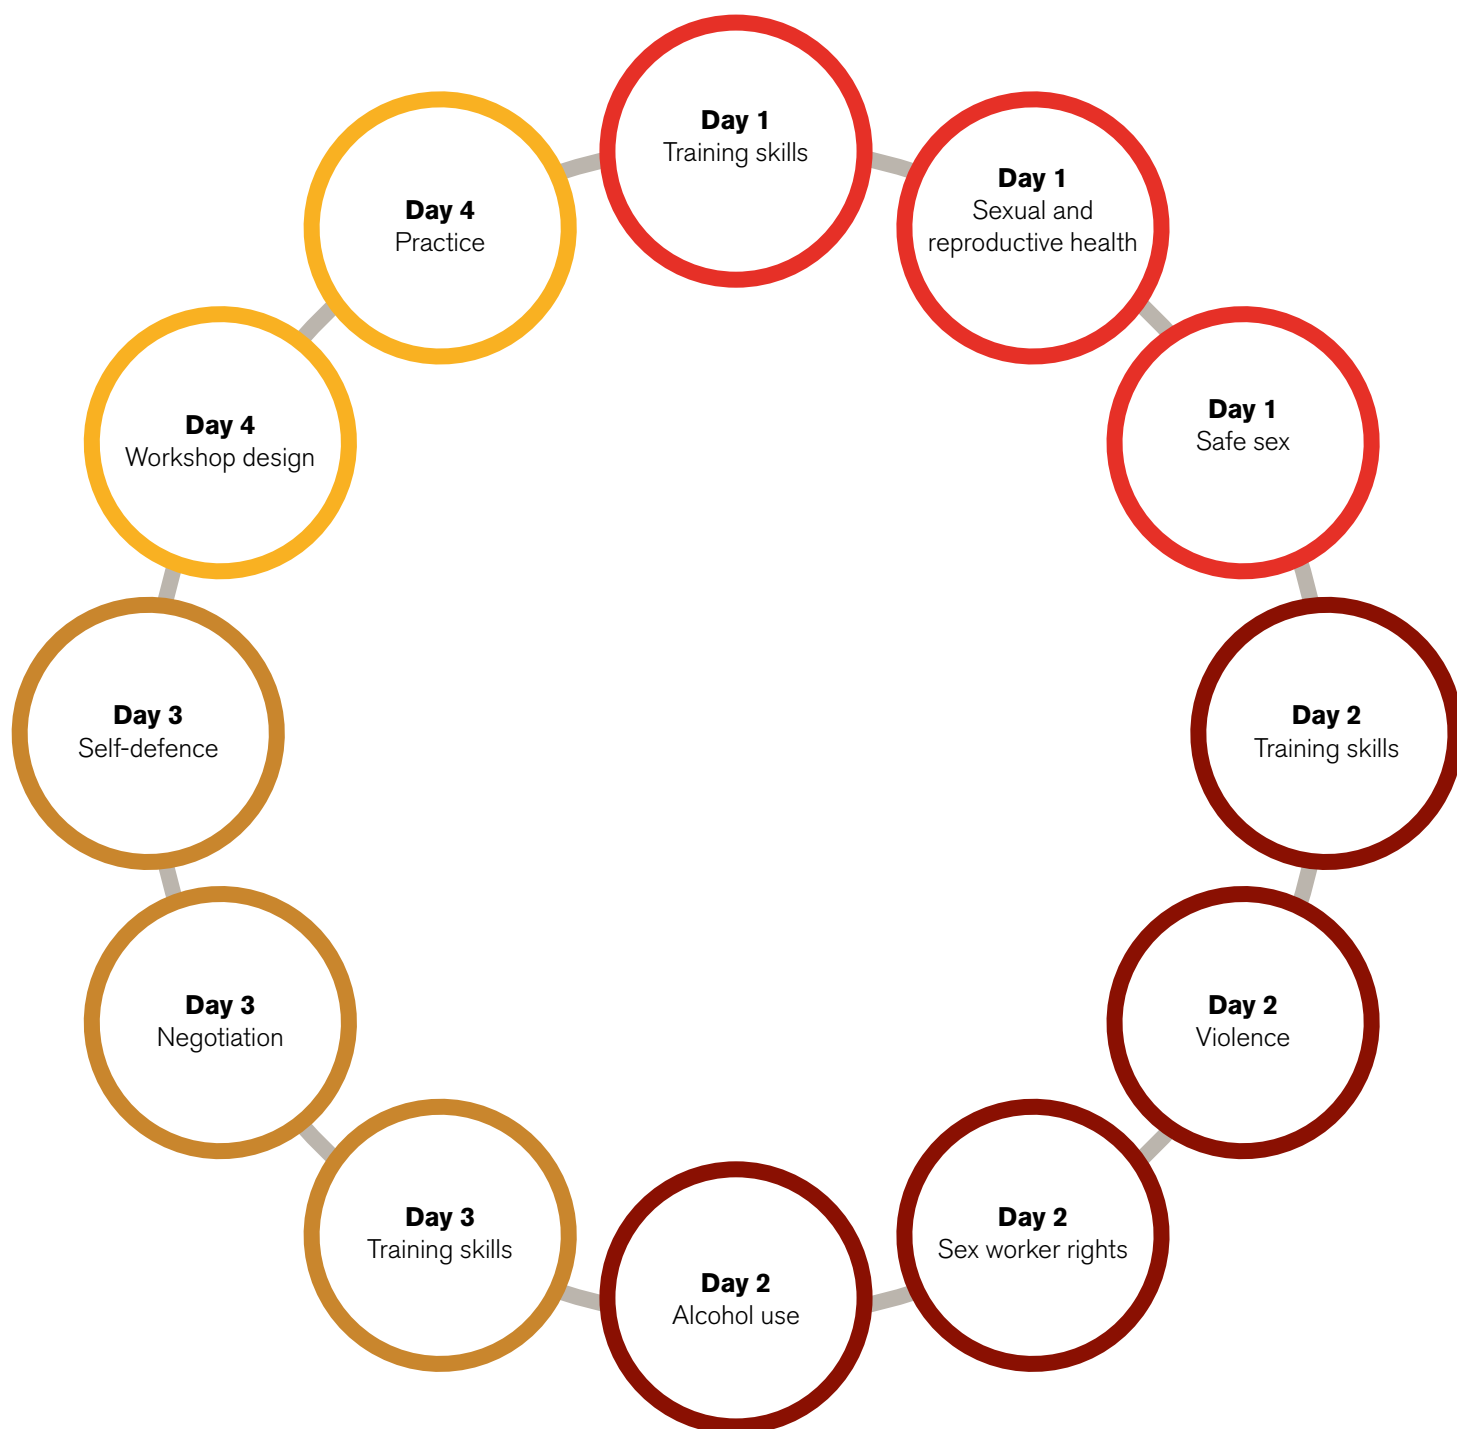 Day 1
Training skills
Day 1
Sexual and
reproductive health
Day 1
Safe sex
Day 2
Training skills
Day 2
Violence
Day 2
Sex worker rights
Day 2
Alcohol use
Day 3
Training skills
Day 3
Negotiation
Day 3
Self-defence
Day 4
Workshop design
Day 4
Practice